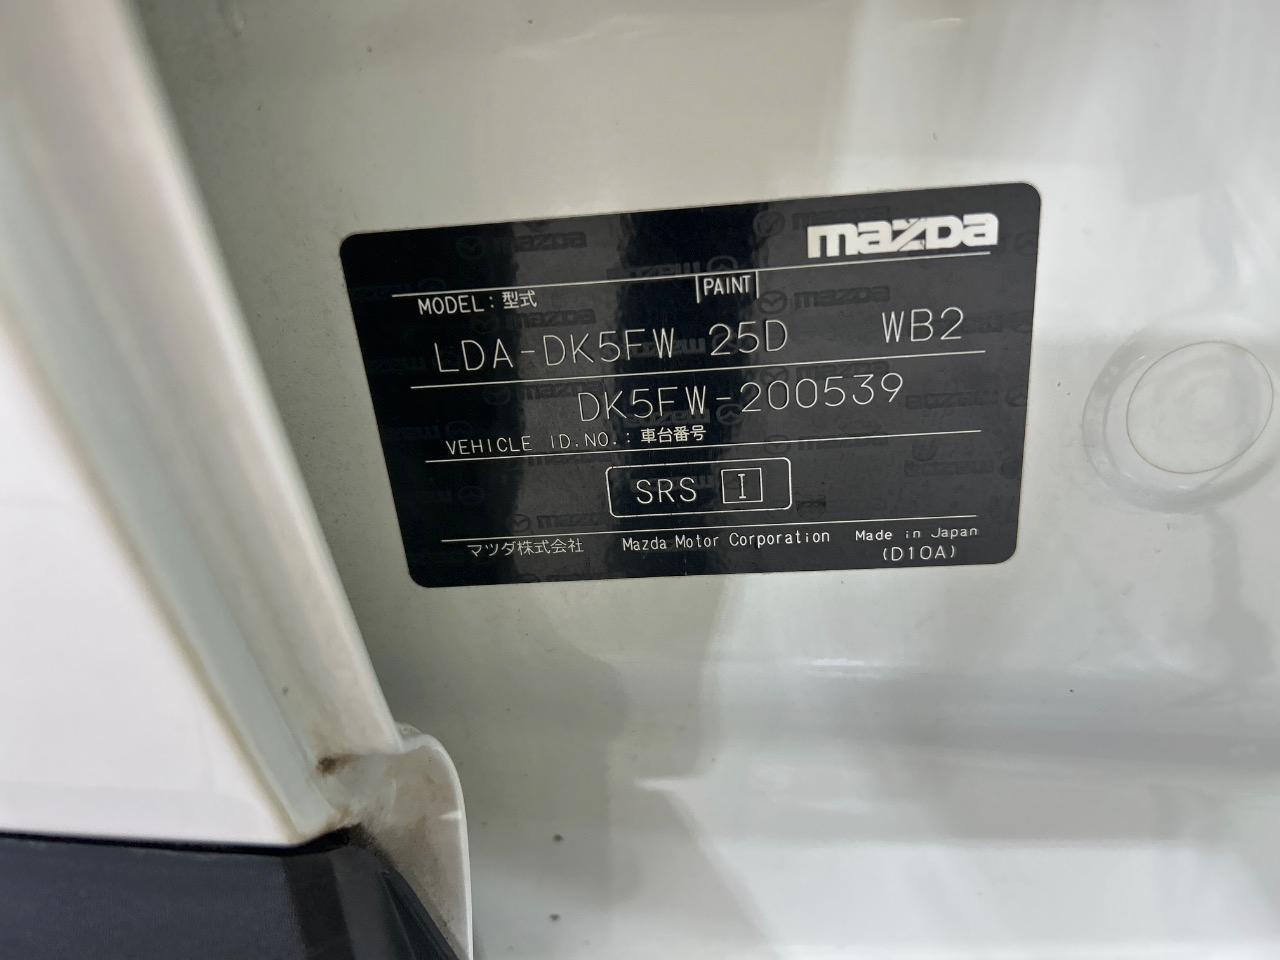 mazda
MODEL:型式 PAINT
LDA-DK5FW 25D WB2
DK5FW-200539
VEHICLE ID.NO.:車台番号
SRS I
マツダ株式会社 Mazda Motor Corporation Made in Japan
(D10A)